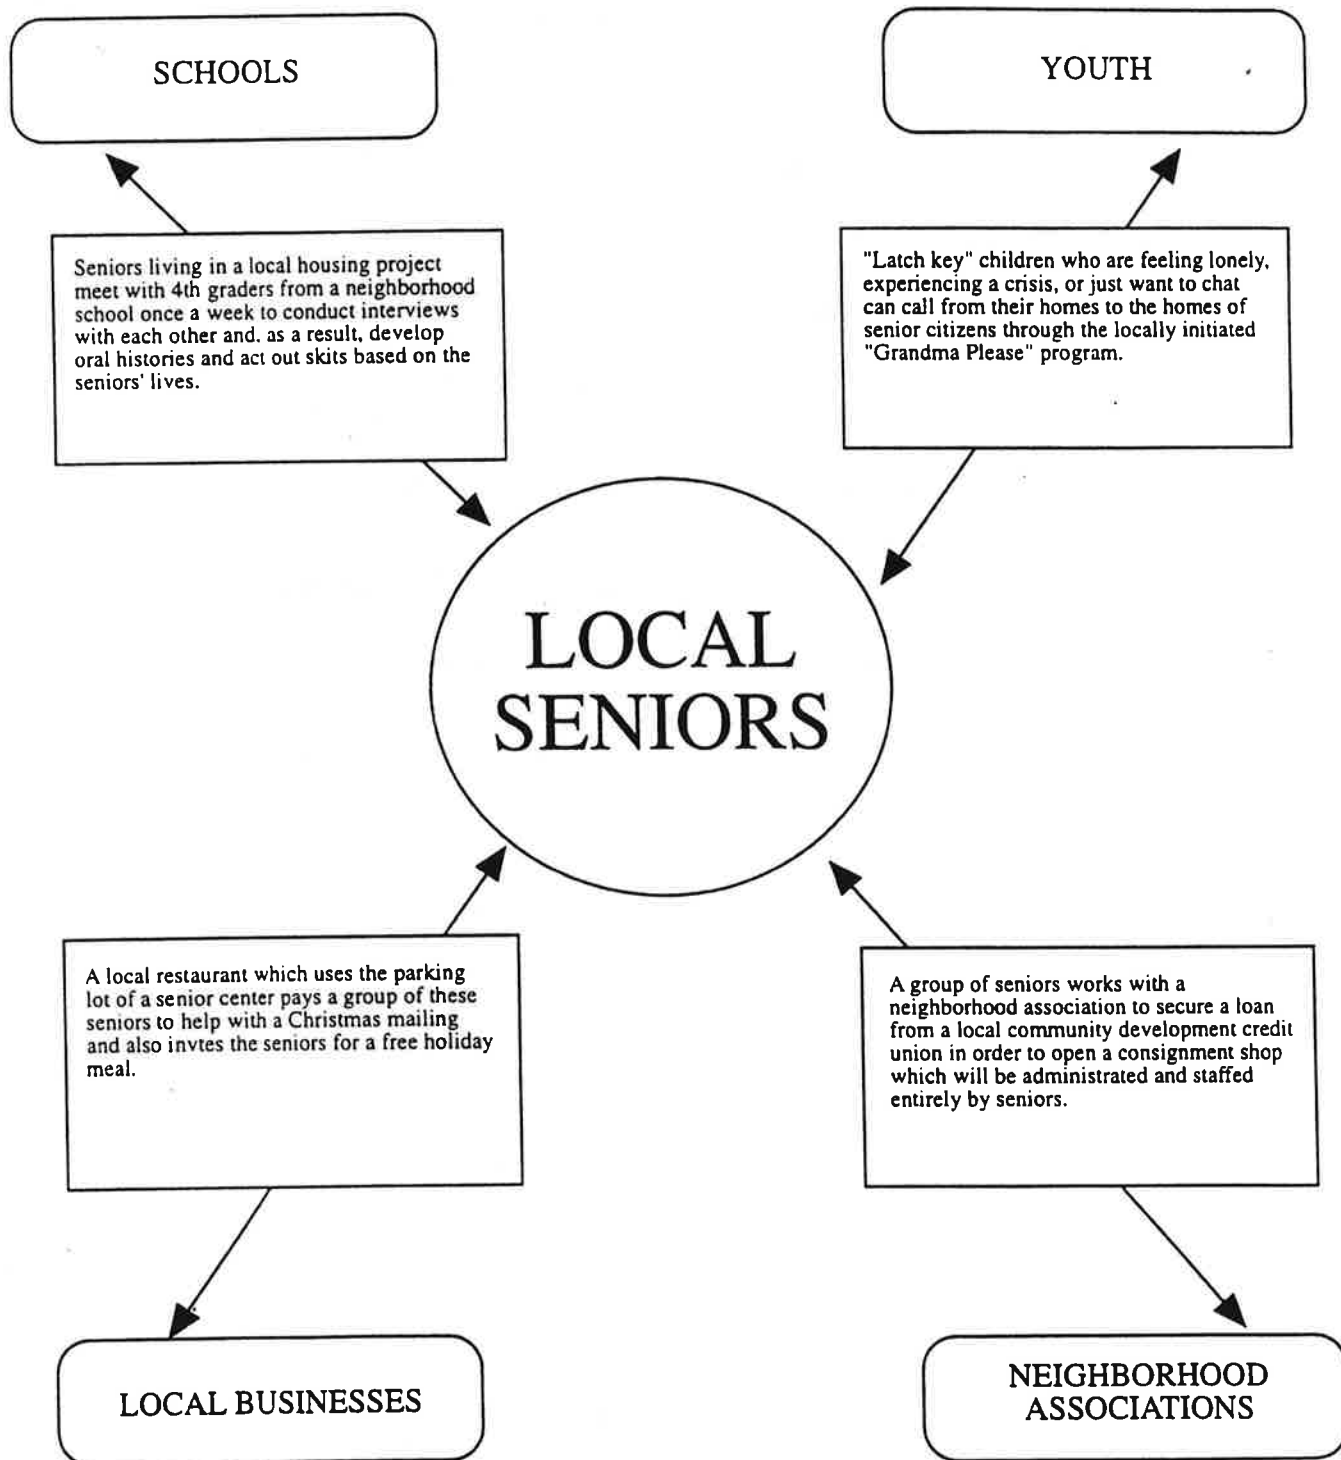 SCHOOLS
YOUTH
Seniors living in a local housing project
meet with 4th graders from a neighborhood
school once a week to conduct interviews
with each other and. as a result, develop
oral histories and act out skits based on the
seniors' lives.
"Latch key" children who are feeling lonely,
experiencing a crisis, or just want to chat
can call from their homes to the homes of
senior citizens through the locally initiated
"Grandma Please" program.
LOCAL
SENIORS
A local restaurant which uses the parking
lot of a senior center pays a group of these
seniors to help with a Christmas mailing
and also invtes the seniors for a free holiday
meal.
A group of seniors works with a
neighborhood association to secure a loan
from a local community development credit
union in order to open a consignment shop
which will be administrated and staffed
entirely by seniors.
LOCAL BUSINESSES
NEIGHBORHOOD
ASSOCIATIONS